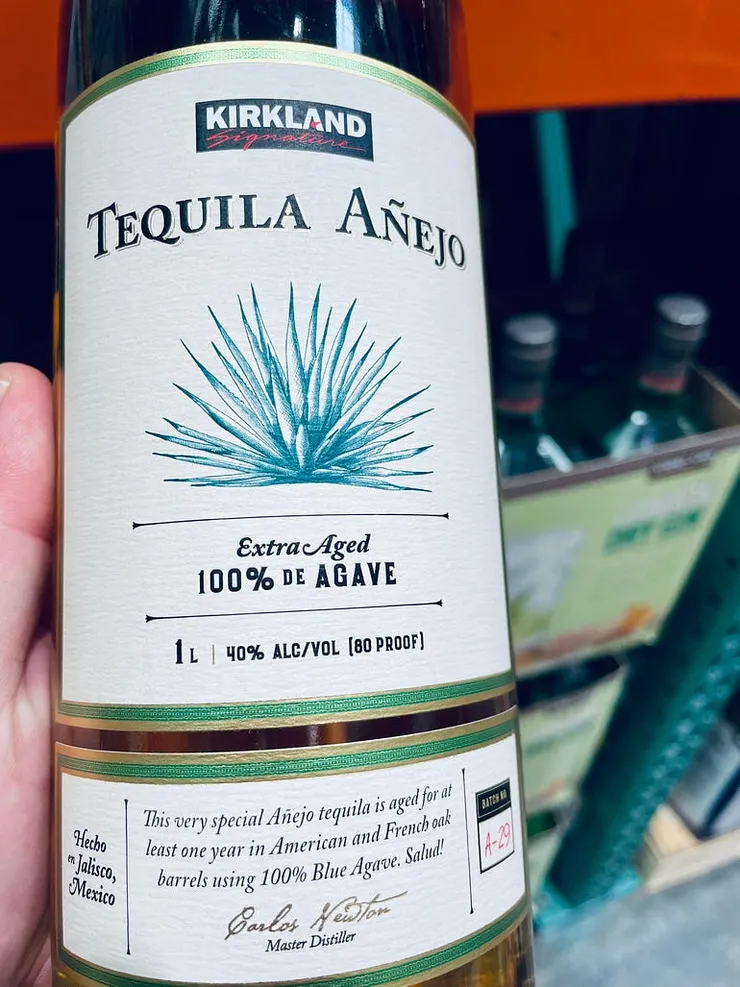 KIRKLAND
Signature
TEQUILA AÑEJO
Extra Aged
100% DE AGAVE
1L | 40% ALC/VOL (80 PROOF)
Hecho
en Jalisco,
Mexico
This very special Añejo tequila is aged for at
least one year in American and French oak
barrels using 100% Blue Agave. Salud!
Carlos Newton
Master Distiller
BATCH NO
A-29
DRY GIN